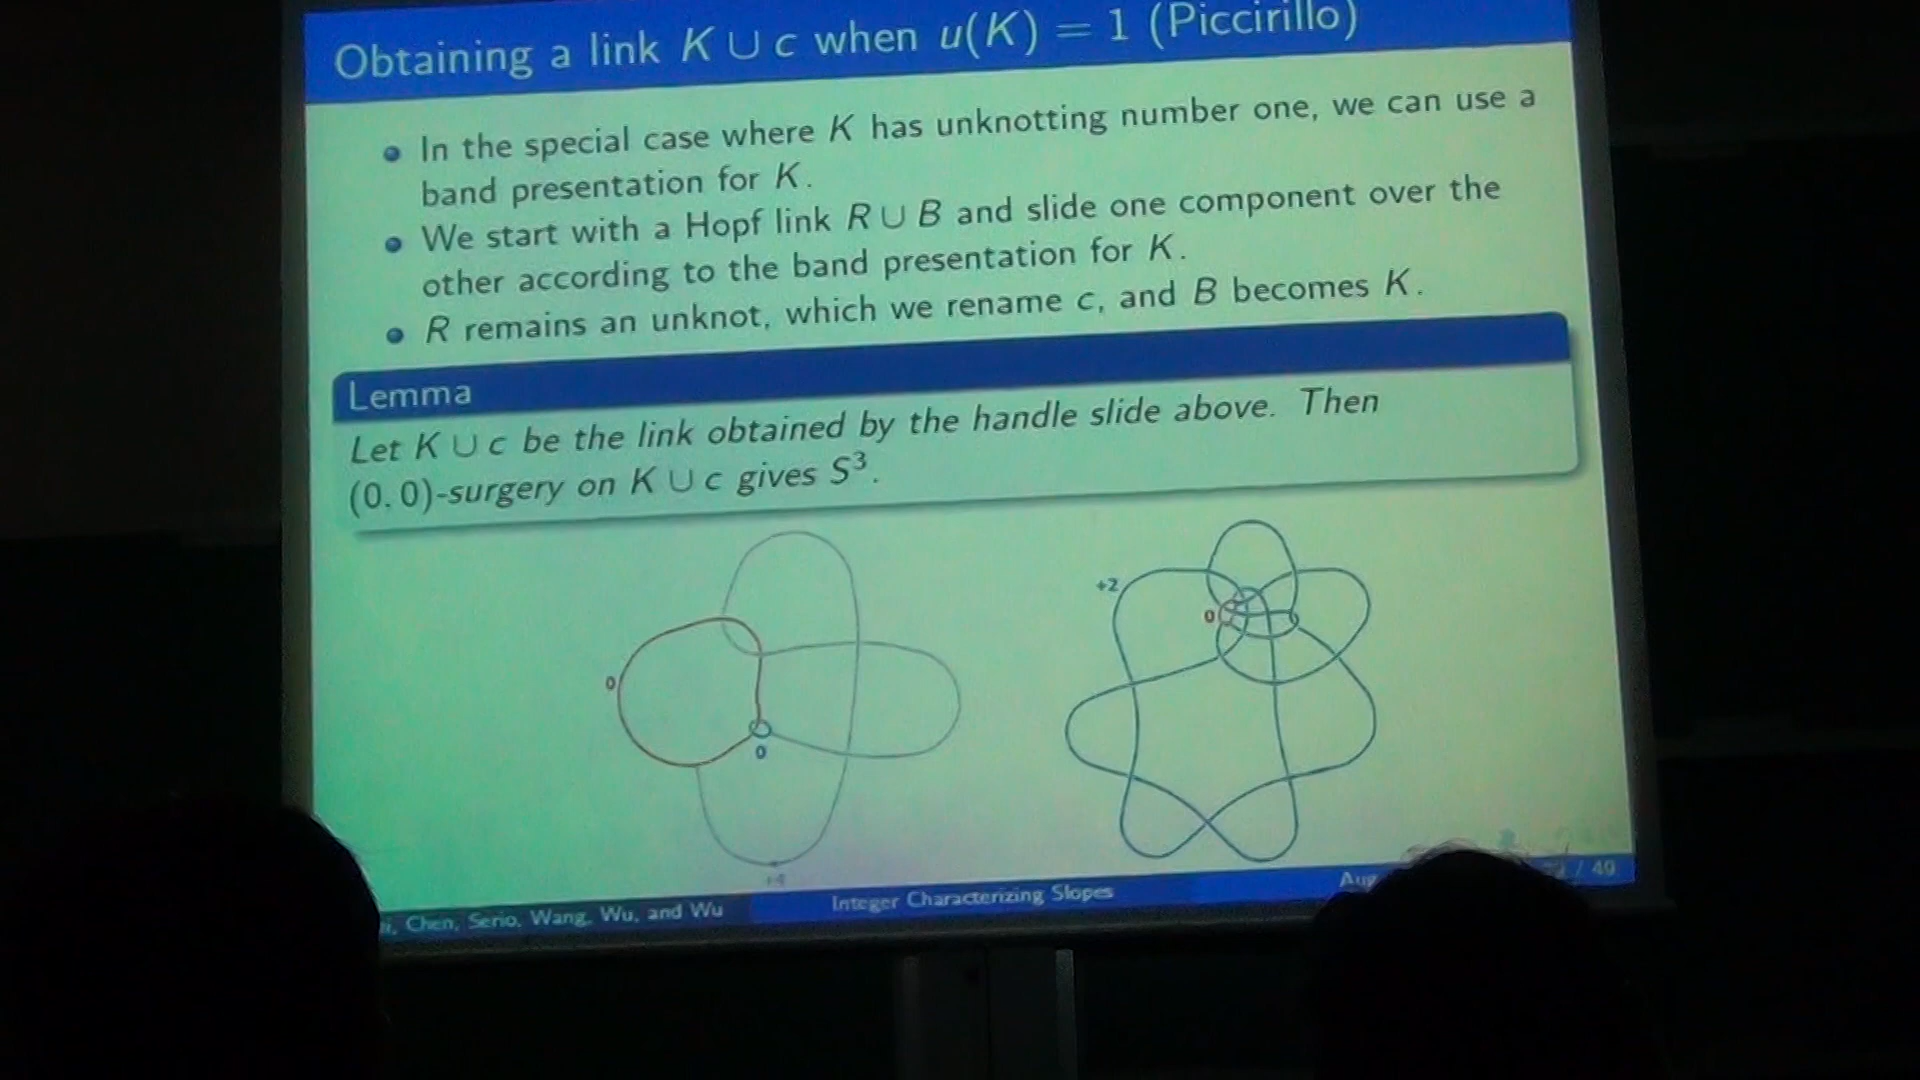 Obtaining a link K ∪ c when u(K) = 1 (Piccirillo)
In the special case where K has unknotting number one, we can use a
band presentation for K.
We start with a Hopf link R ∪ B and slide one component over the
other according to the band presentation for K.
R remains an unknot, which we rename c, and B becomes K.
Lemma
Let K ∪ c be the link obtained by the handle slide above. Then
(0,0)-surgery on K ∪ c gives S³.
+2
0
0
0
Chen, Serio, Wang, Wu, and Wu
Integer Characterizing Slopes
Aug
/ 49